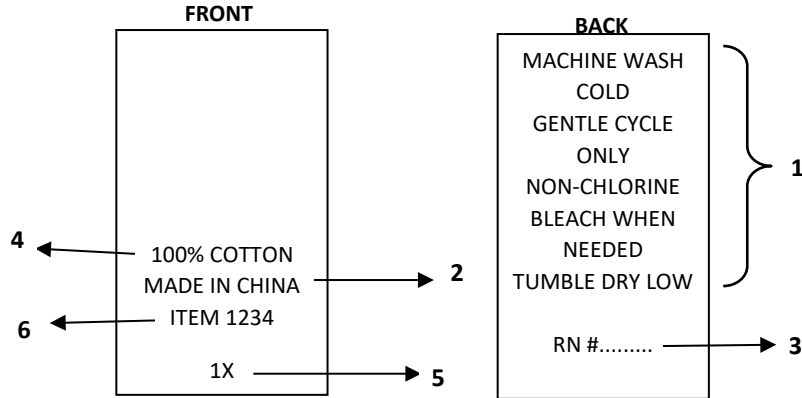 FRONT
4
100% COTTON
MADE IN CHINA
2
6
ITEM 1234
1X
5
BACK
MACHINE WASH
COLD
GENTLE CYCLE
ONLY
NON-CHLORINE
BLEACH WHEN
NEEDED
TUMBLE DRY LOW
1
RN #.........
3